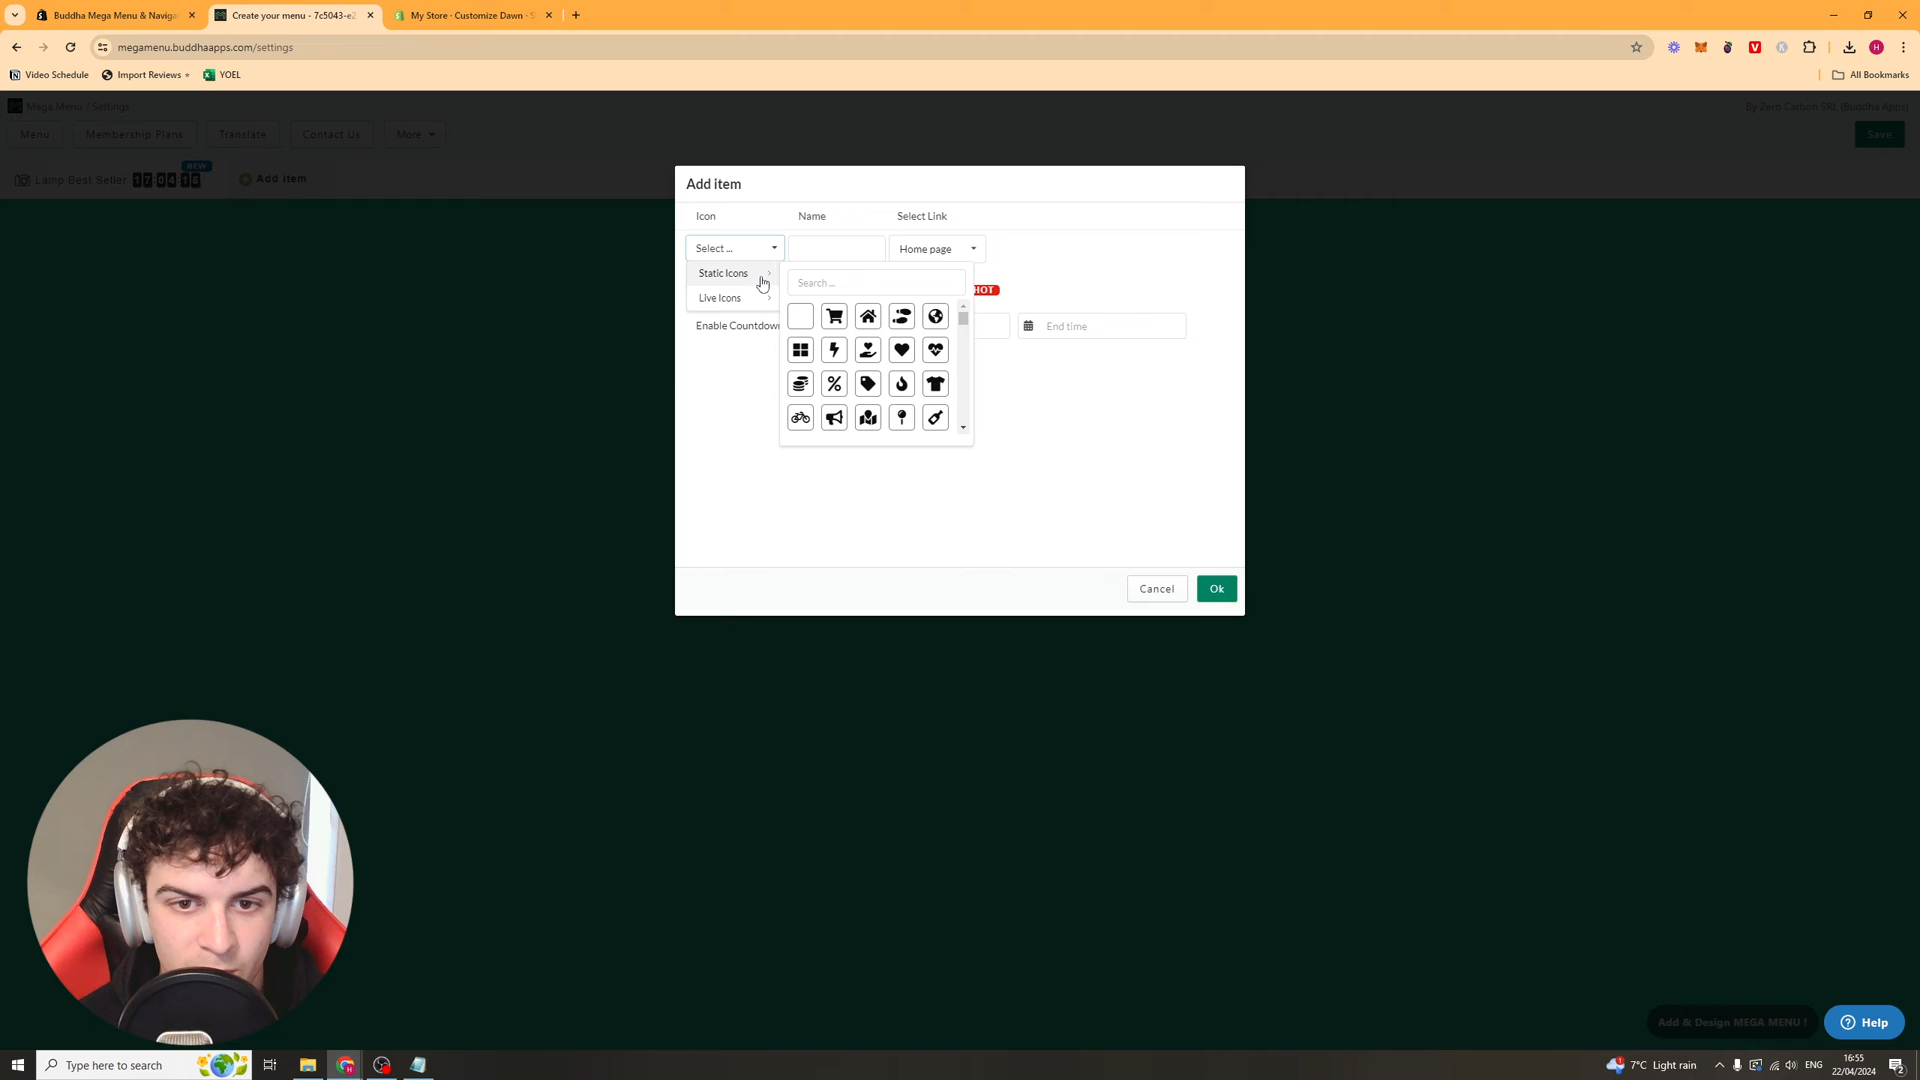 Buddha Mega Menu & Naviga
Create your menu - 7c5043-e2
My Store · Customize Dawn · S
megamenu.buddhaapps.com/settings
Video Schedule
Import Reviews
YOEL
All Bookmarks
Mega Menu / Settings
By Zero Carbon SRL (Buddha Apps)
Menu
Membership Plans
Translate
Contact Us
More
Save
Lamp Best Seller
17:04:16
NEW
Add item
Add item
Icon
Name
Select Link
Select ...
Home page
Static Icons
Search ...
HOT
Live Icons
Enable Countdown
End time
Cancel
Ok
Add & Design MEGA MENU !
Help
Type here to search
7°C Light rain
ENG
16:55
22/04/2024